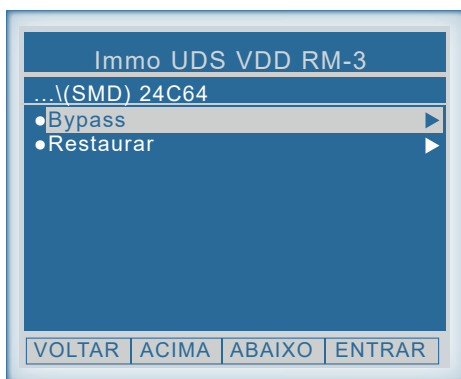 Immo UDS VDD RM-3
...\(SMD) 24C64
●Bypass ▶
●Restaurar ▶
VOLTAR ACIMA ABAIXO ENTRAR